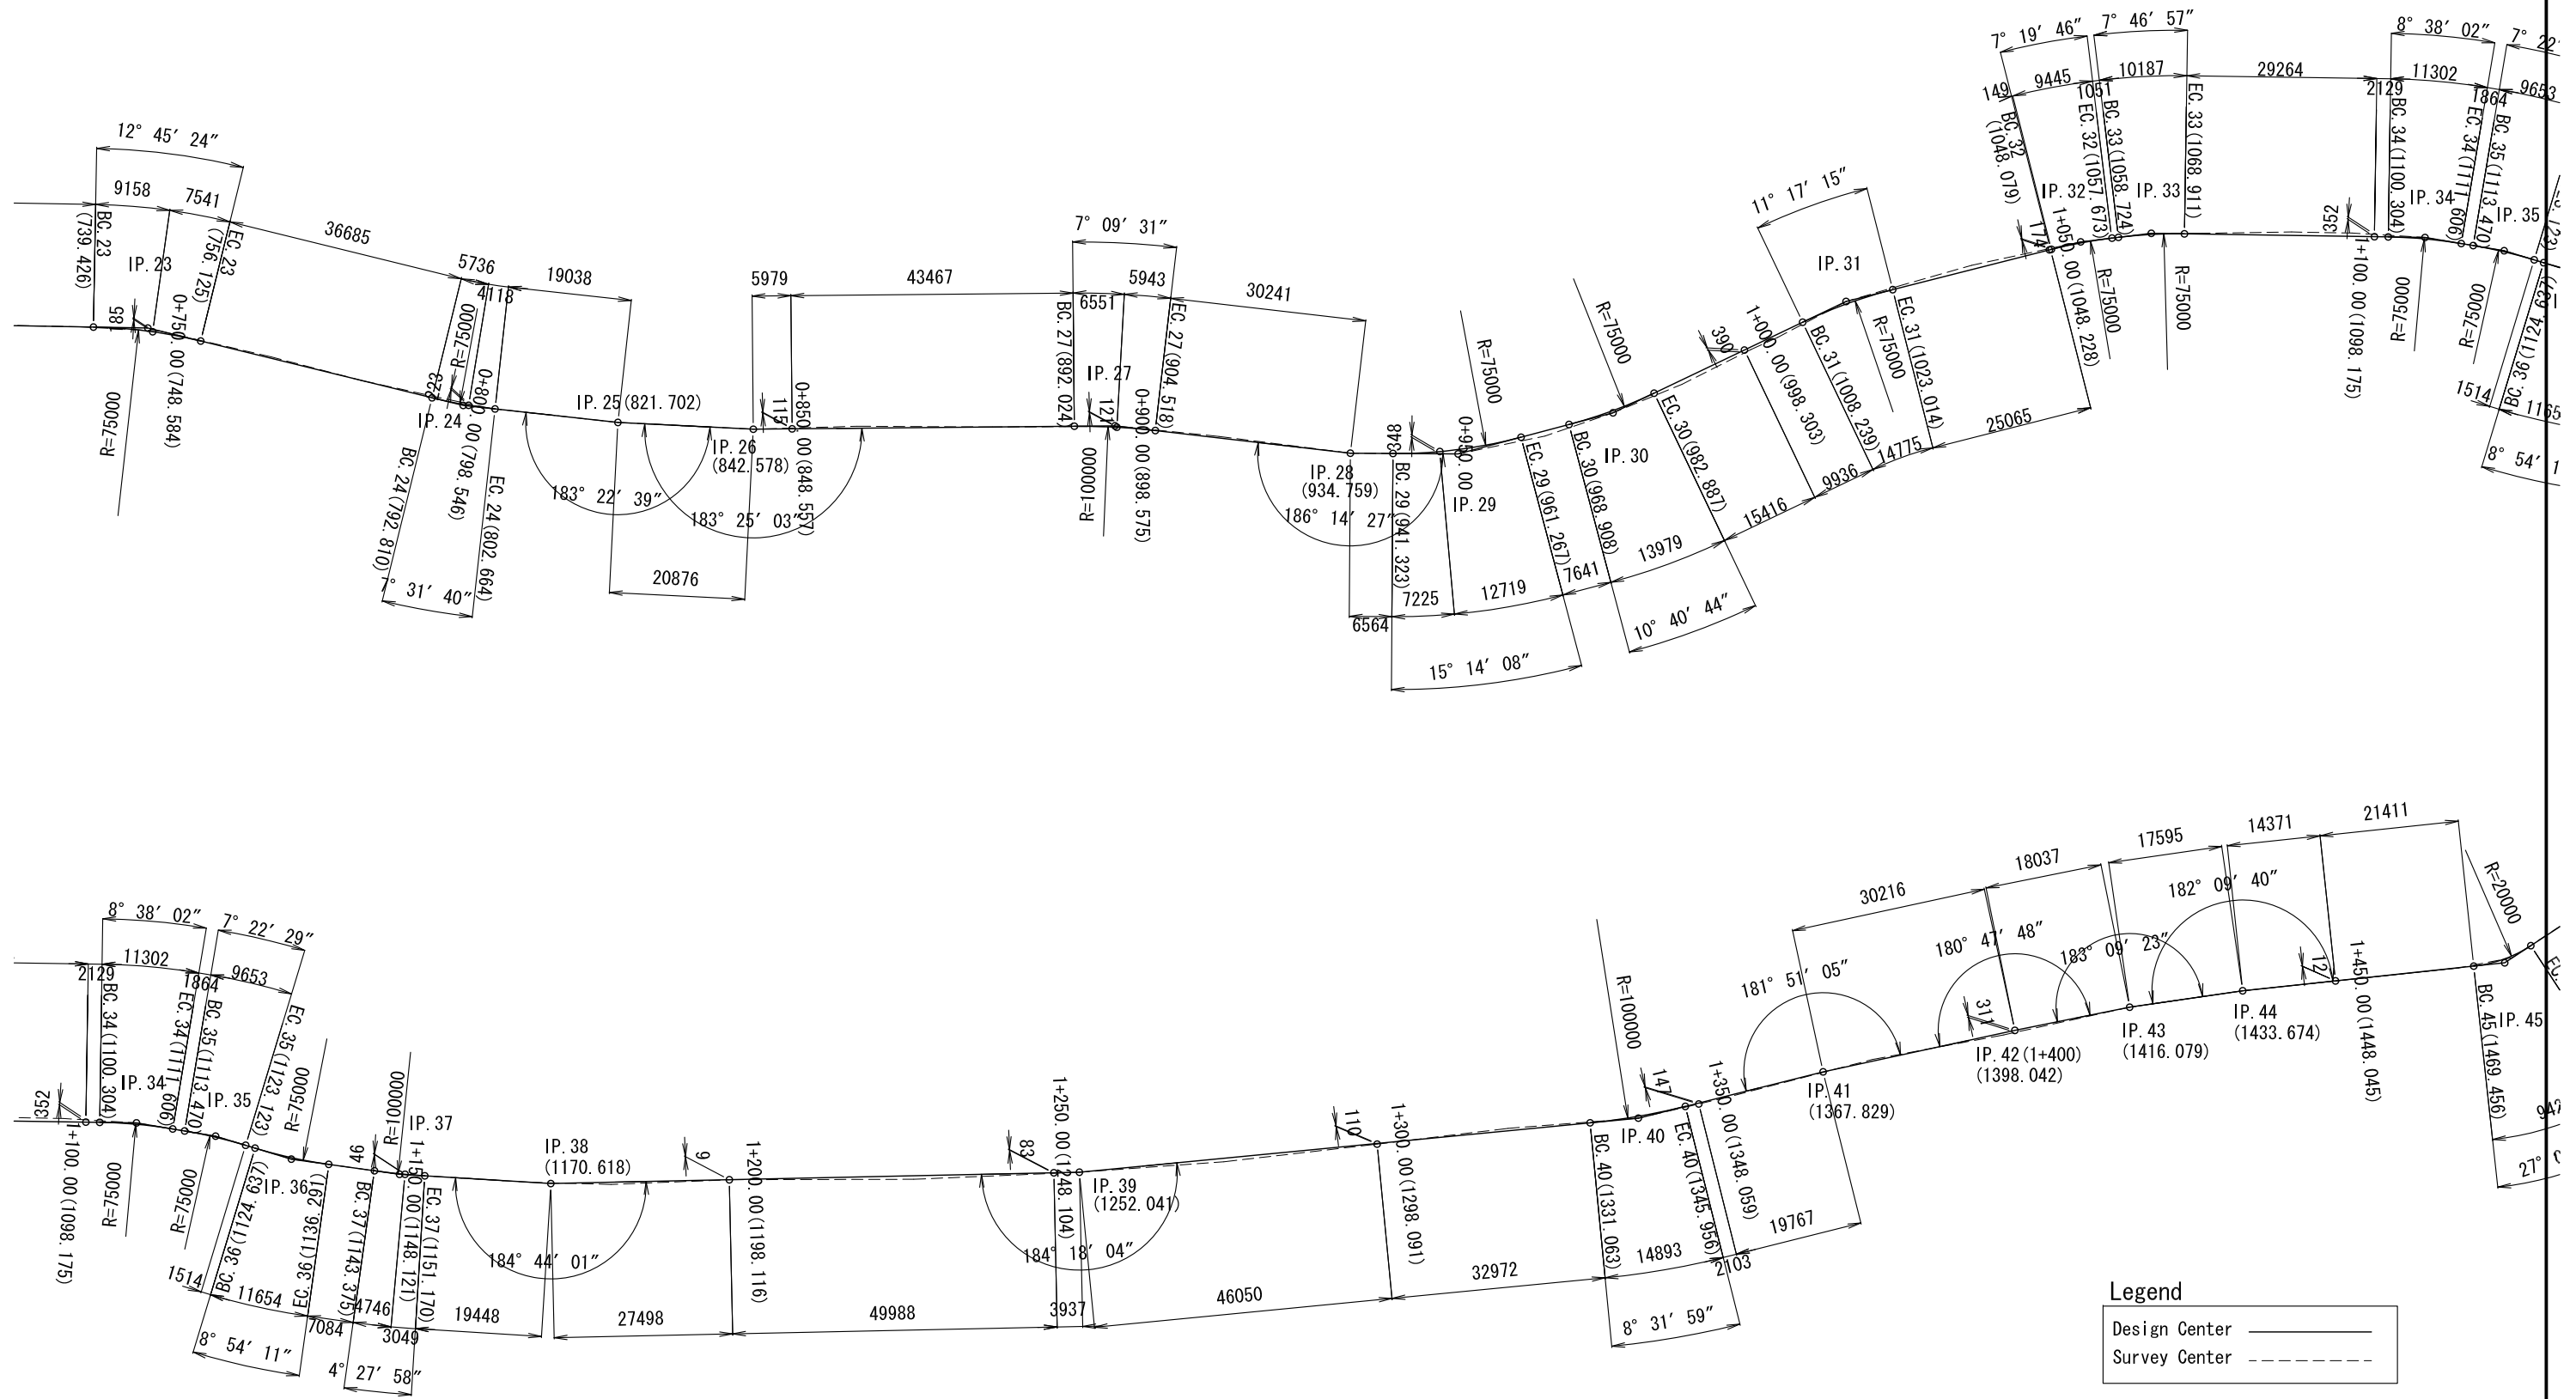 12° 45′ 24″
9158
7541
36685
BC. 23
(739. 426)
IP. 23
EC. 23
(756. 125)
0+750. 00 (748. 584)
R=75000
5736
4118
19038
223
R=75000
0+800. 00 (798. 546)
IP. 24
BC. 24 (792. 810)
EC. 24 (802. 664)
7° 31′ 40″
IP. 25 (821. 702)
183° 22′ 39″
20876
5979
43467
115
0+850. 00 (848. 557)
IP. 26
(842. 578)
183° 25′ 03″
7° 09′ 31″
6551
5943
30241
BC. 27 (892. 024)
IP. 27
EC. 27 (904. 518)
121
0+900. 00 (898. 575)
R=100000
IP. 28
(934. 759)
186° 14′ 27″
848
BC. 29 (941. 323)
0+950. 00
IP. 29
R=75000
EC. 29 (961. 267)
6564
7225
12719
7641
15° 14′ 08″
R=75000
BC. 30 (968. 908)
IP. 30
EC. 30 (982. 887)
13979
10° 40′ 44″
15416
9936
14775
25065
390
1+000. 00 (998. 303)
11° 17′ 15″
IP. 31
BC. 31 (1008. 239)
R=75000
EC. 31 (1023. 014)
7° 19′ 46″
7° 46′ 57″
149
9445
1051
10187
29264
BC. 32
(1048. 079)
EC. 32 (1057. 673)
BC. 33 (1058. 724)
EC. 33 (1068. 911)
IP. 32
IP. 33
174
1+050. 00 (1048. 228)
R=75000
R=75000
8° 38′ 02″
7° 22′
2129
11302
1864
9653
352
BC. 34 (1100. 304)
IP. 34
EC. 34 (1111. 606)
BC. 35 (1113. 470)
IP. 35
1+100. 00 (1098. 175)
R=75000
R=75000
BC. 36 (1124. 637)
1514
1165
8° 54′ 1
8° 38′ 02″
7° 22′ 29″
2129
11302
1864
9653
352
BC. 34 (1100. 304)
IP. 34
EC. 34 (1111. 606)
BC. 35 (1113. 470)
IP. 35
EC. 35 (1123. 123)
1+100. 00 (1098. 175)
R=75000
R=75000
R=75000
BC. 36 (1124. 637)
IP. 36
EC. 36 (1136. 291)
1514
11654
7084
8° 54′ 11″
46
R=100000
IP. 37
BC. 37 (1143. 375)
1+150. 00 (1148. 121)
EC. 37 (1151. 170)
4746
3049
19448
4° 27′ 58″
IP. 38
(1170. 618)
184° 44′ 01″
27498
9
1+200. 00 (1198. 116)
49988
83
1+250. 00 (1248. 104)
IP. 39
(1252. 041)
184° 18′ 04″
3937
46050
110
1+300. 00 (1298. 091)
32972
R=100000
IP. 40
BC. 40 (1331. 063)
EC. 40 (1345. 956)
14893
2103
8° 31′ 59″
147
1+350. 00 (1348. 059)
19767
181° 51′ 05″
IP. 41
(1367. 829)
30216
18037
17595
14371
21411
180° 47′ 48″
311
IP. 42 (1+400)
(1398. 042)
183° 09′ 23″
IP. 43
(1416. 079)
182° 09′ 40″
IP. 44
(1433. 674)
12
1+450. 00 (1448. 045)
R=20000
BC. 45 (1469. 456)
IP. 45
EC.
942
27° 0
Legend
Design Center
Survey Center